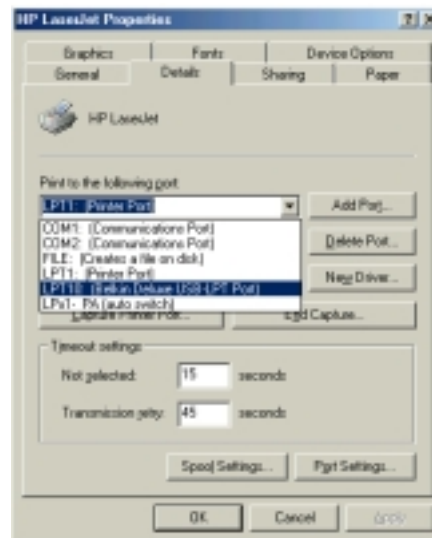 HP LaserJet Properties
Graphics Fonts Device Options
General Details Sharing Paper
HP LaserJet
Print to the following port:
LPT1: (Printer Port)
Add Port...
COM1: (Communications Port)
COM2: (Communications Port)
Delete Port...
FILE: (Creates a file on disk)
LPT1: (Printer Port)
New Driver...
LPT10: (Belkin Deluxe USB-LPT Port)
LPx1- PA (auto switch)
Capture Printer Port...
End Capture...
Timeout settings
Not selected: 15 seconds
Transmission retry: 45 seconds
Spool Settings... Port Settings...
OK Cancel Apply